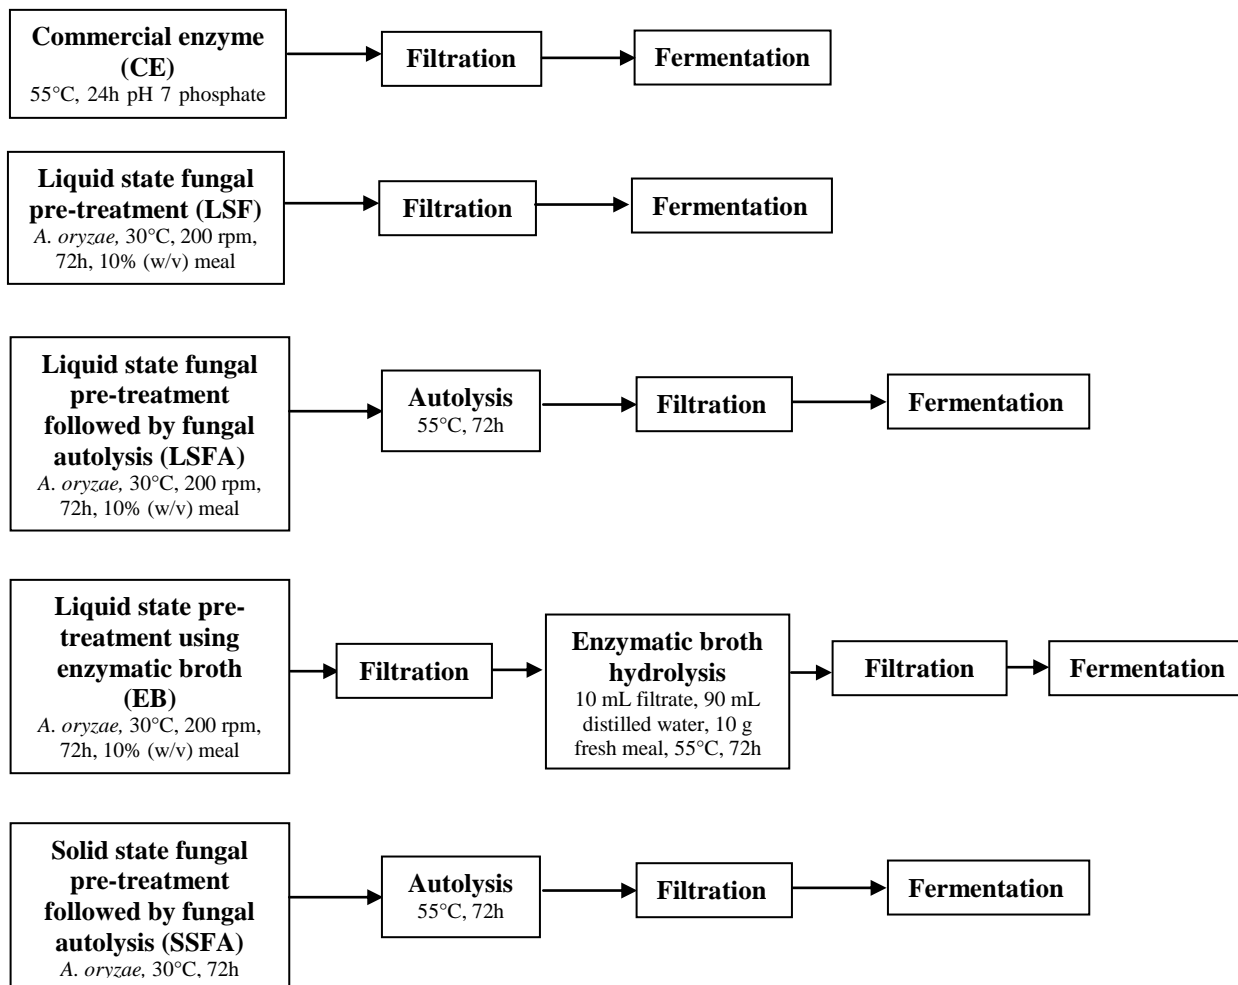 Commercial enzyme
(CE)
55°C, 24h pH 7 phosphate
Filtration
Fermentation
Liquid state fungal
pre-treatment (LSF)
A. oryzae, 30°C, 200 rpm,
72h, 10% (w/v) meal
Filtration
Fermentation
Liquid state fungal
pre-treatment
followed by fungal
autolysis (LSFA)
A. oryzae, 30°C, 200 rpm,
72h, 10% (w/v) meal
Autolysis
55°C, 72h
Filtration
Fermentation
Liquid state pre-
treatment using
enzymatic broth
(EB)
A. oryzae, 30°C, 200 rpm,
72h, 10% (w/v) meal
Filtration
Enzymatic broth
hydrolysis
10 mL filtrate, 90 mL
distilled water, 10 g
fresh meal, 55°C, 72h
Filtration
Fermentation
Solid state fungal
pre-treatment
followed by fungal
autolysis (SSFA)
A. oryzae, 30°C, 72h
Autolysis
55°C, 72h
Filtration
Fermentation